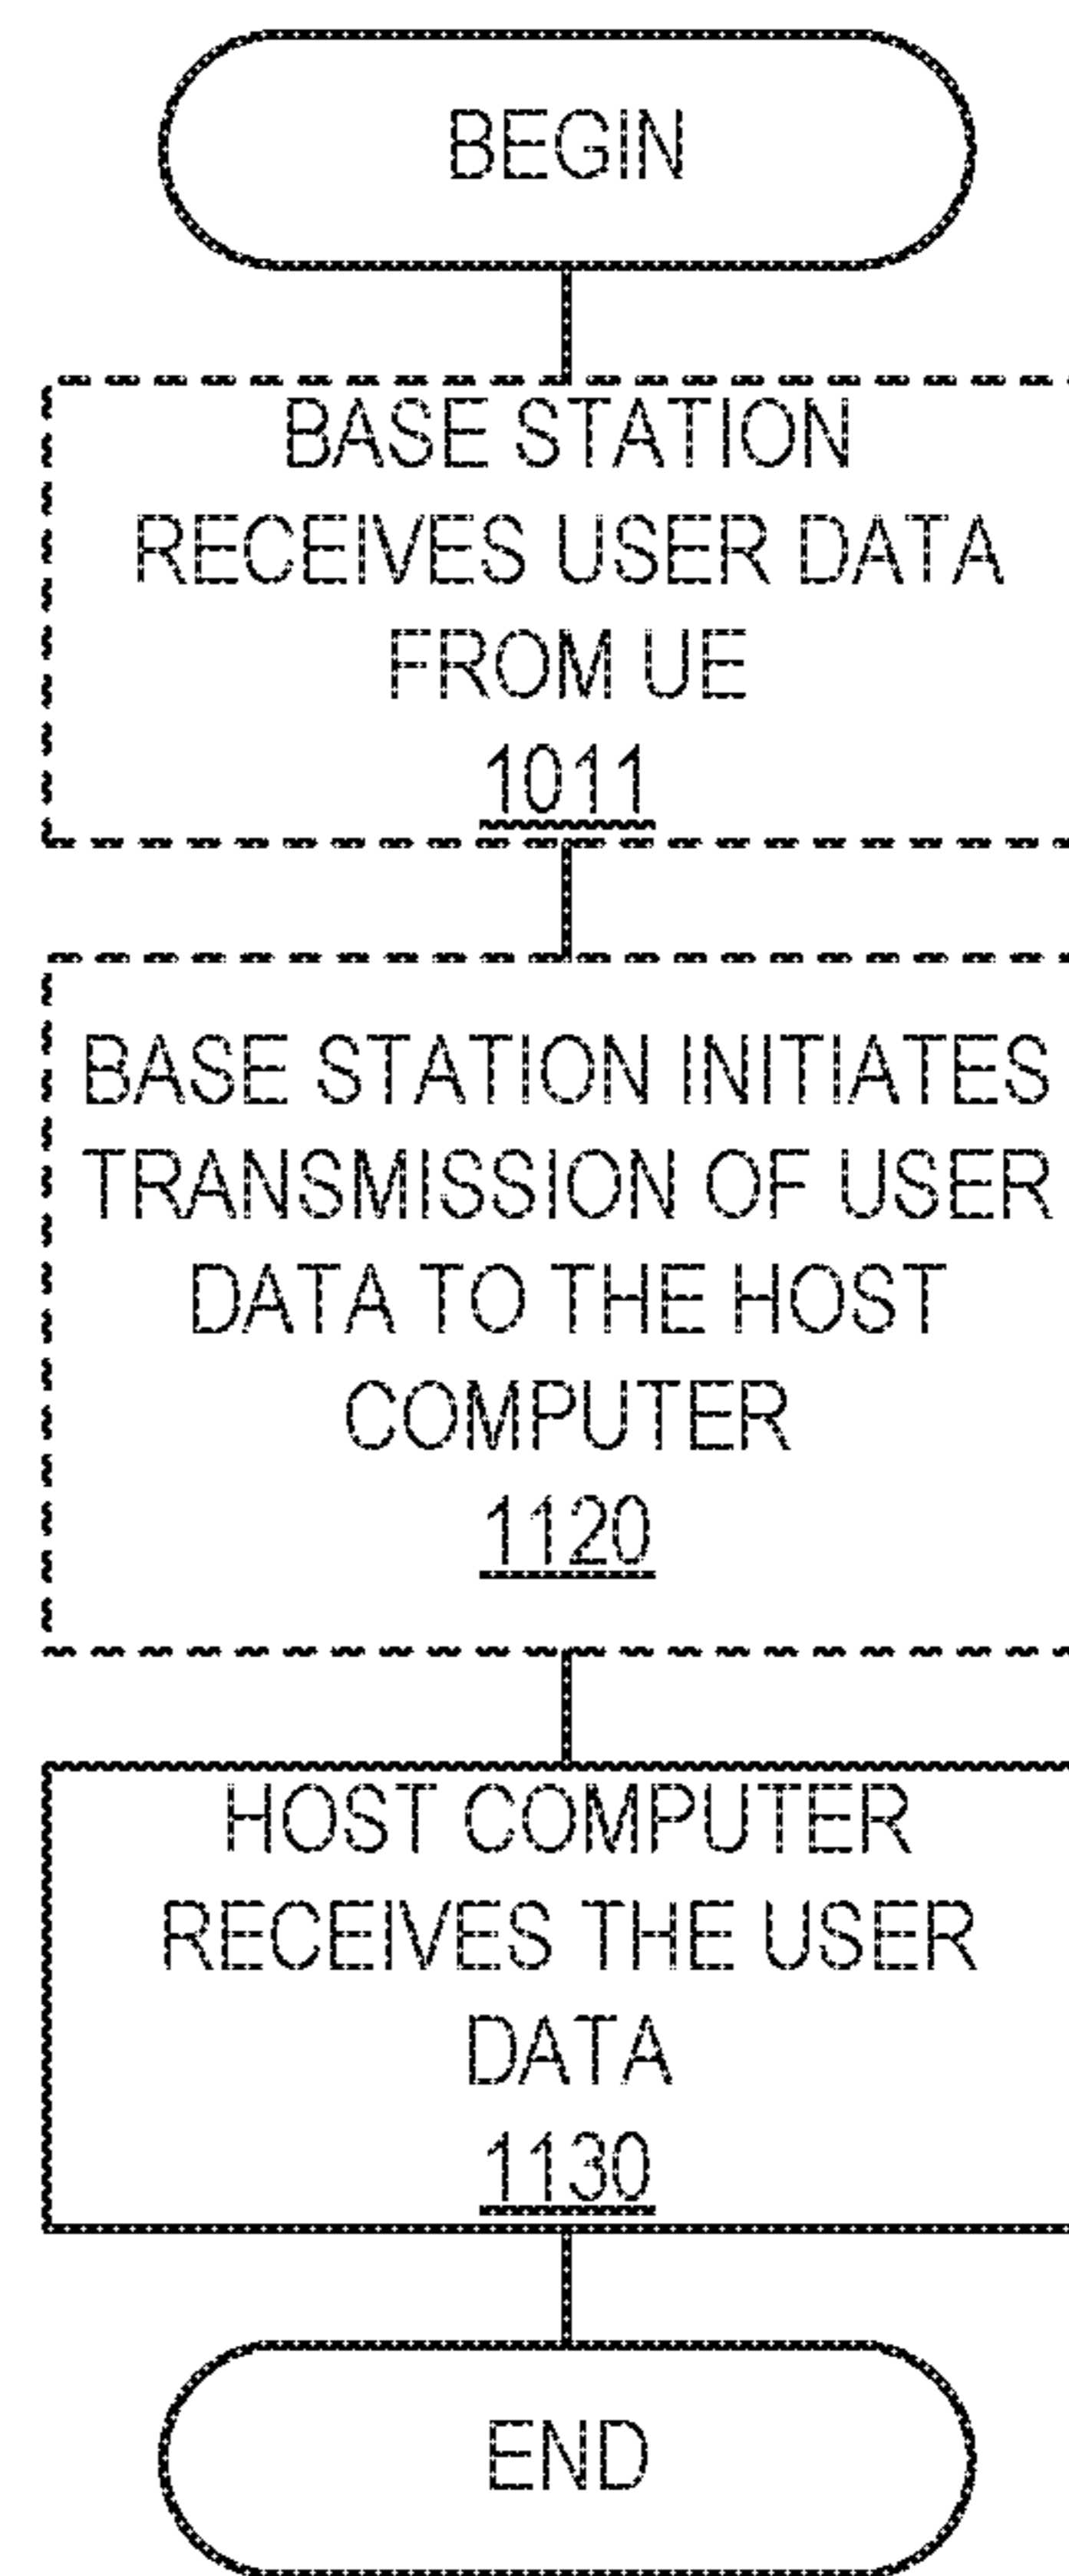 BEGIN
BASE STATION
RECEIVES USER DATA
FROM UE
1011
BASE STATION INITIATES
TRANSMISSION OF USER
DATA TO THE HOST
COMPUTER
1120
HOST COMPUTER
RECEIVES THE USER
DATA
1130
END